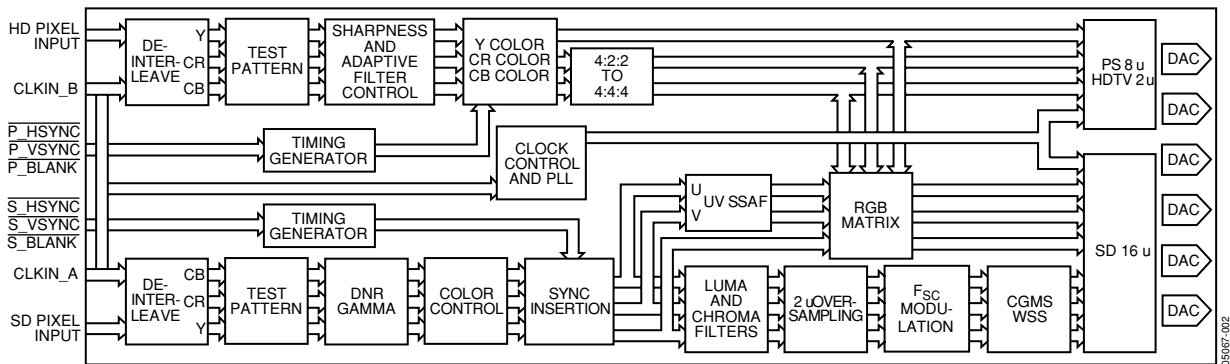 HD PIXEL
INPUT
CLKIN_B
P_HSYNC
P_VSYNC
P_BLANK
S_HSYNC
S_VSYNC
S_BLANK
CLKIN_A
SD PIXEL
INPUT
DE-
INTER-
LEAVE
Y
CR
CB
TEST
PATTERN
SHARPNESS
AND
ADAPTIVE
FILTER
CONTROL
Y COLOR
CR COLOR
CB COLOR
4:2:2
TO
4:4:4
PS 8 u
HDTV 2u
TIMING
GENERATOR
CLOCK
CONTROL
AND PLL
TIMING
GENERATOR
U
V
UV SSAF
RGB
MATRIX
SD 16 u
DE-
INTER-
LEAVE
CB
CR
Y
TEST
PATTERN
DNR
GAMMA
COLOR
CONTROL
SYNC
INSERTION
LUMA
AND
CHROMA
FILTERS
2 uOVER-
SAMPLING
FSC
MODU-
LATION
CGMS
WSS
DAC
DAC
DAC
DAC
DAC
DAC
05067-002